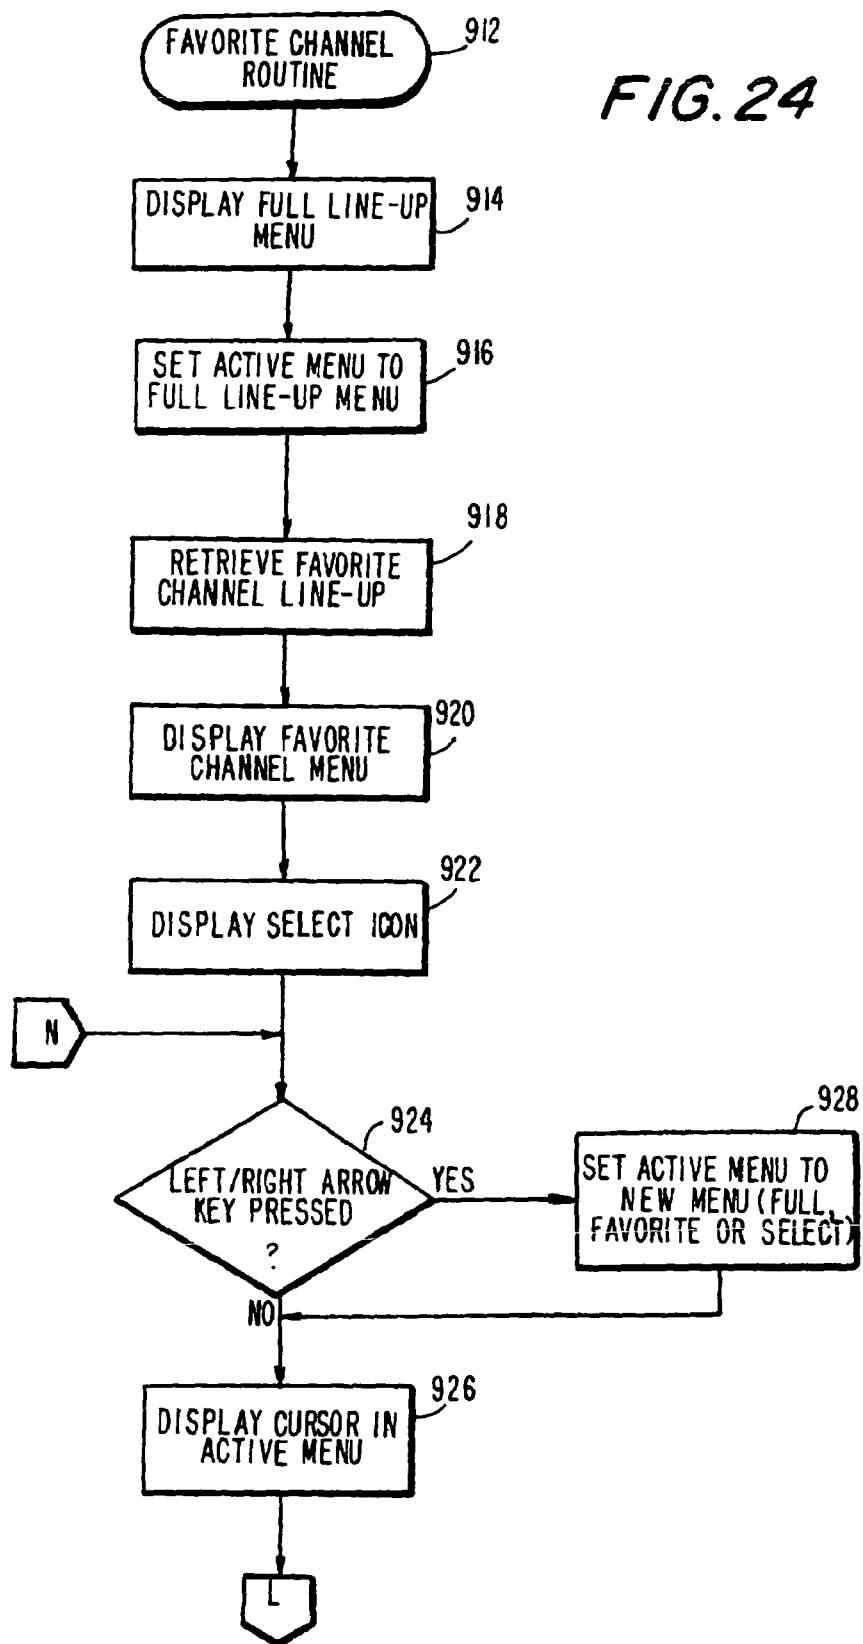 FAVORITE CHANNEL
ROUTINE
912
FIG. 24
DISPLAY FULL LINE-UP
MENU
914
SET ACTIVE MENU TO
FULL LINE-UP MENU
916
RETRIEVE FAVORITE
CHANNEL LINE-UP
918
DISPLAY FAVORITE
CHANNEL MENU
920
DISPLAY SELECT ICON
922
N
LEFT/RIGHT ARROW
KEY PRESSED
?
924
YES
SET ACTIVE MENU TO
NEW MENU (FULL,
FAVORITE OR SELECT)
928
NO
DISPLAY CURSOR IN
ACTIVE MENU
926
L